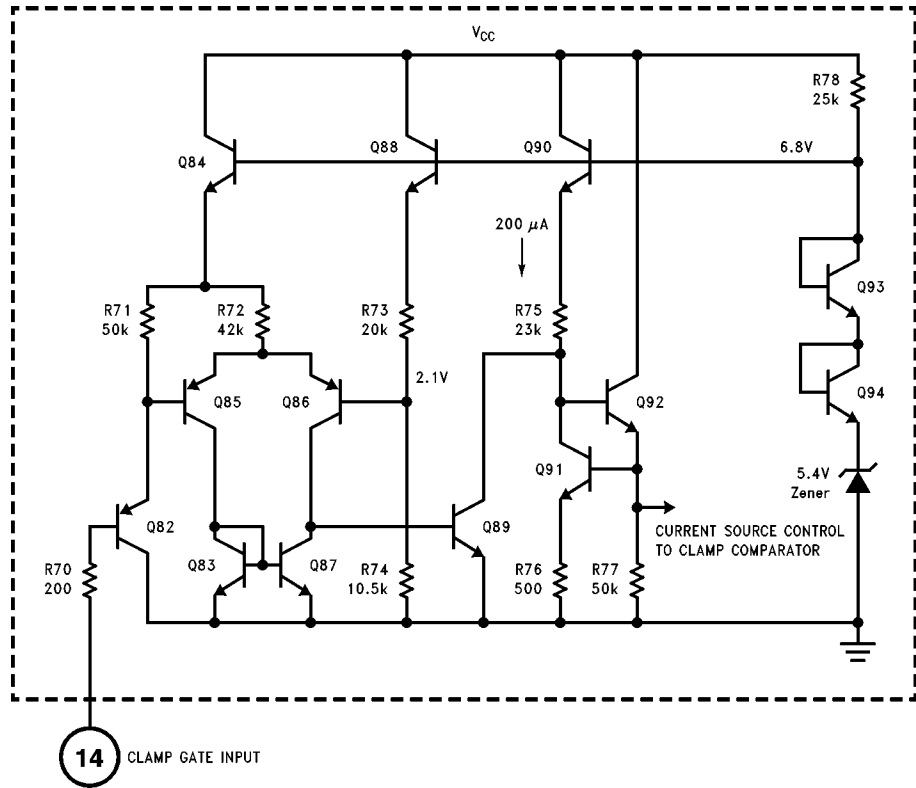 V_CC
R78
25k
Q84
Q88
Q90
6.8V
200 μA
Q93
R71
50k
R72
42k
R73
20k
R75
23k
2.1V
Q85
Q86
Q92
Q94
Q91
5.4V
Zener
Q82
Q89
CURRENT SOURCE CONTROL
TO CLAMP COMPARATOR
R70
200
Q83
Q87
R74
10.5k
R76
500
R77
50k
14 CLAMP GATE INPUT